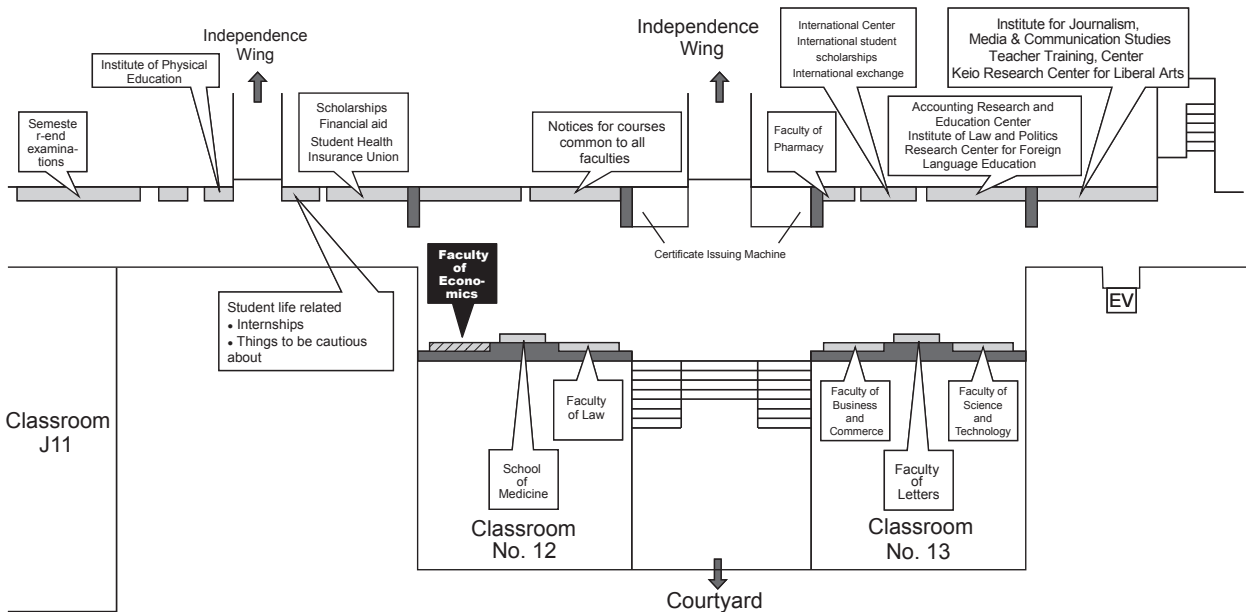 Independence
Wing
Independence
Wing
International Center
International student
scholarships
International exchange
Institute for Journalism,
Media & Communication Studies
Teacher Training, Center
Keio Research Center for Liberal Arts
Institute of Physical
Education
Semeste
r-end
examina-
tions
Scholarships
Financial aid
Student Health
Insurance Union
Notices for courses
common to all
faculties
Faculty of
Pharmacy
Accounting Research and
Education Center
Institute of Law and Politics
Research Center for Foreign
Language Education
Certificate Issuing Machine
Faculty
of
Econo-
mics
Student life related
• Internships
• Things to be cautious
about
EV
Classroom
J11
Faculty
of Law
School
of
Medicine
Classroom
No. 12
Faculty of
Business
and
Commerce
Faculty
of
Letters
Faculty of
Science
and
Technology
Classroom
No. 13
Courtyard